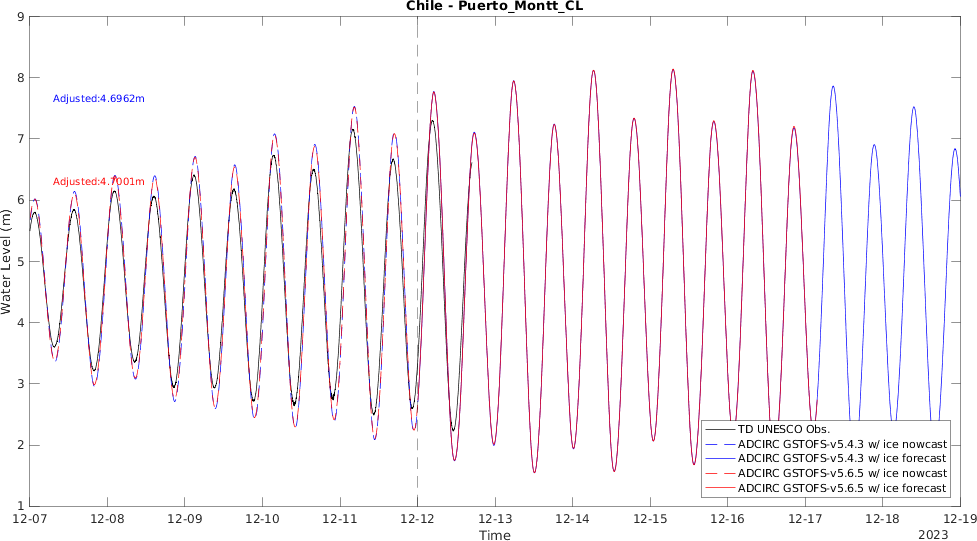 Chile - Puerto_Montt_CL
9
8
7
6
5
4
3
2
1
Water Level (m)
Adjusted:4.6962m
Adjusted:4.7001m
TD UNESCO Obs.
ADCIRC GSTOFS-v5.4.3 w/ ice nowcast
ADCIRC GSTOFS-v5.4.3 w/ ice forecast
ADCIRC GSTOFS-v5.6.5 w/ ice nowcast
ADCIRC GSTOFS-v5.6.5 w/ ice forecast
12-07 12-08 12-09 12-10 12-11 12-12 12-13 12-14 12-15 12-16 12-17 12-18 12-19
Time
2023